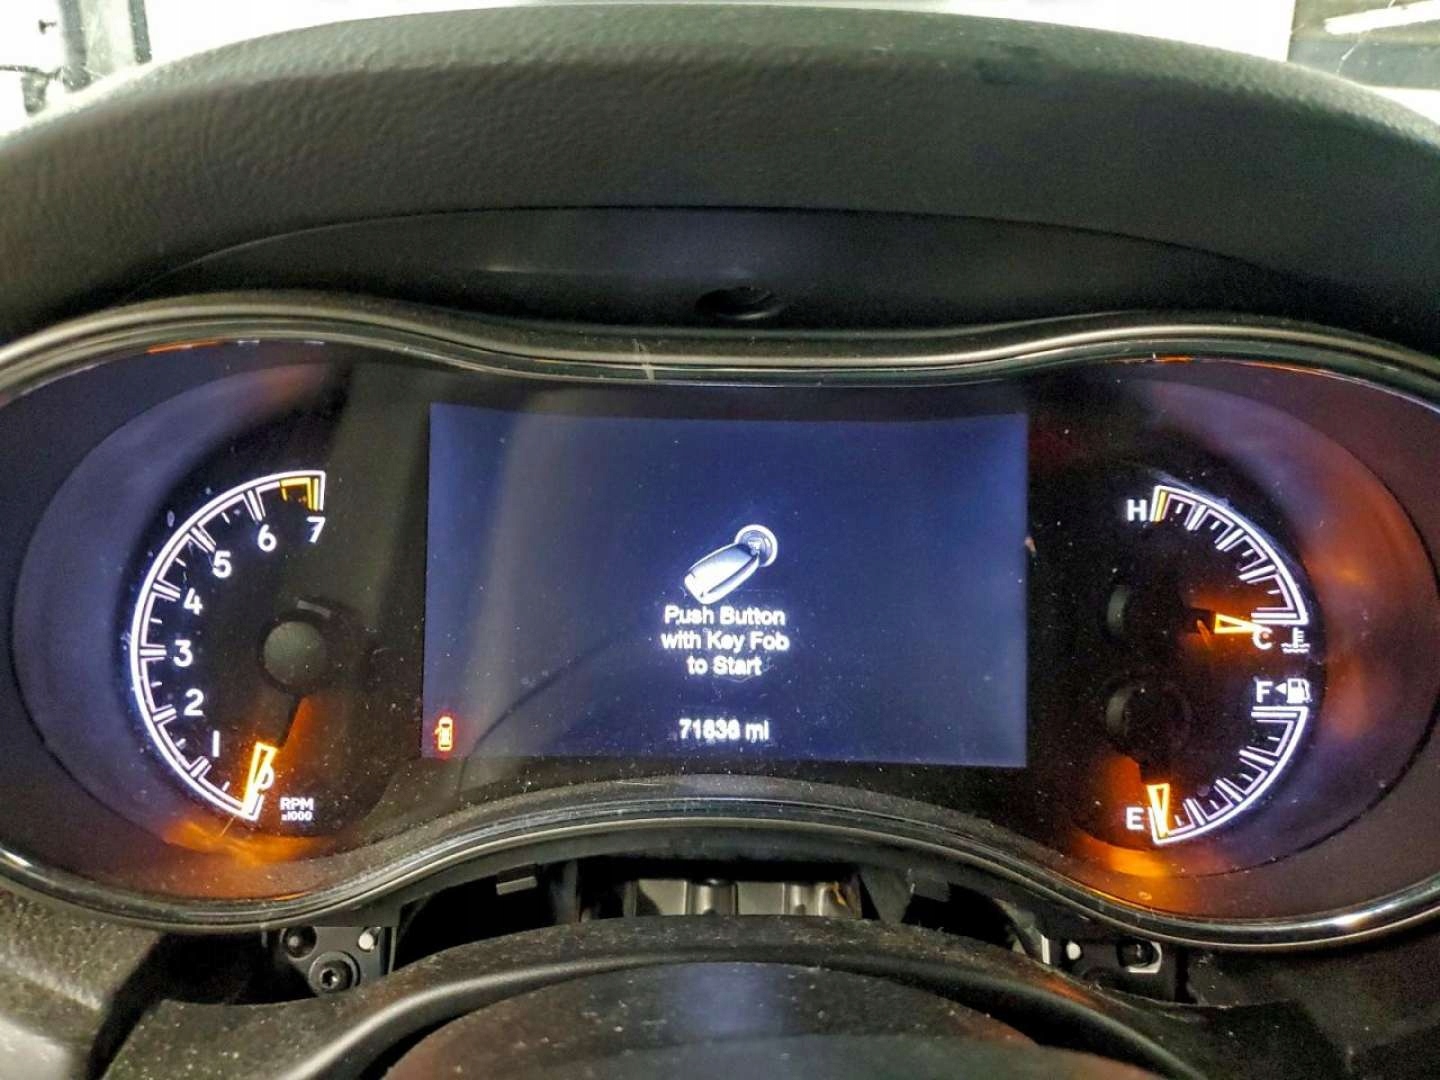 7
6
5
4
3
2
1
0
RPM
x1000
Push Button
with Key Fob
to Start
71636 mi
H
C
F
E